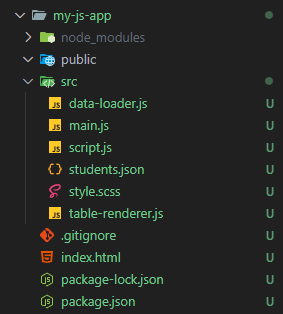 my-js-app
node_modules
public
src
data-loader.js U
JS main.js U
JS script.js U
{} students.json U
style.scss U
JS table-renderer.js U
.gitignore U
index.html U
package-lock.json U
package.json U